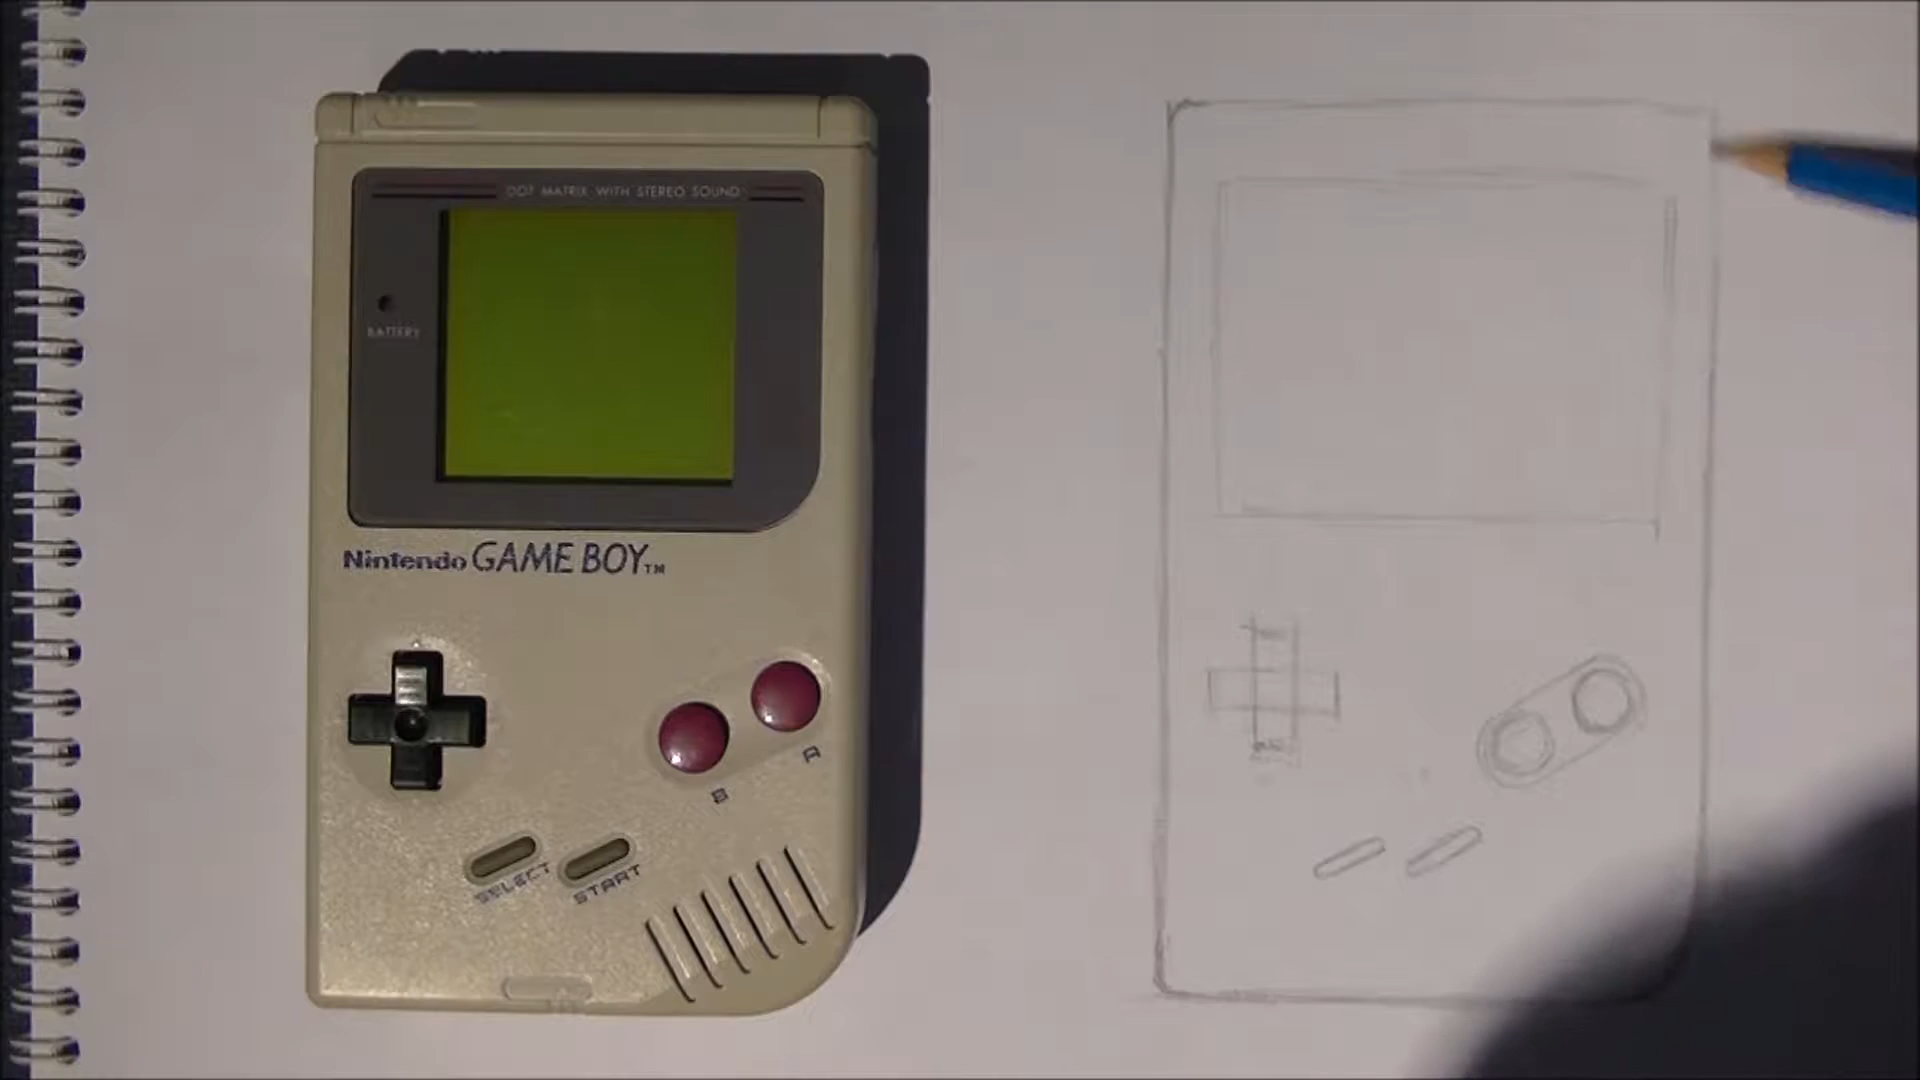 DOT MATRIX WITH STEREO SOUND
BATTERY
Nintendo GAME BOY™
A
B
SELECT
START